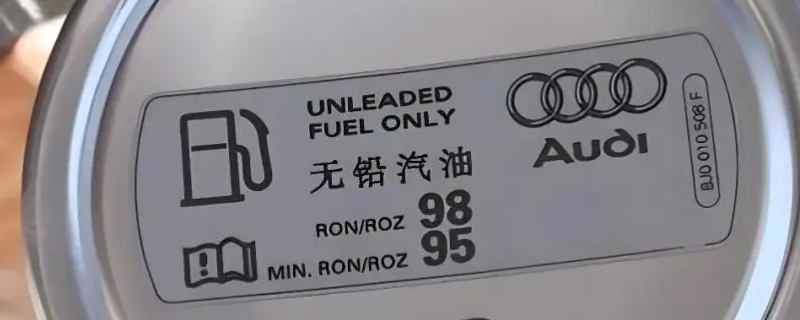 UNLEADED
FUEL ONLY
无铅汽油
RON/ROZ 98
MIN. RON/ROZ 95
Audi
8J0 010 508 F